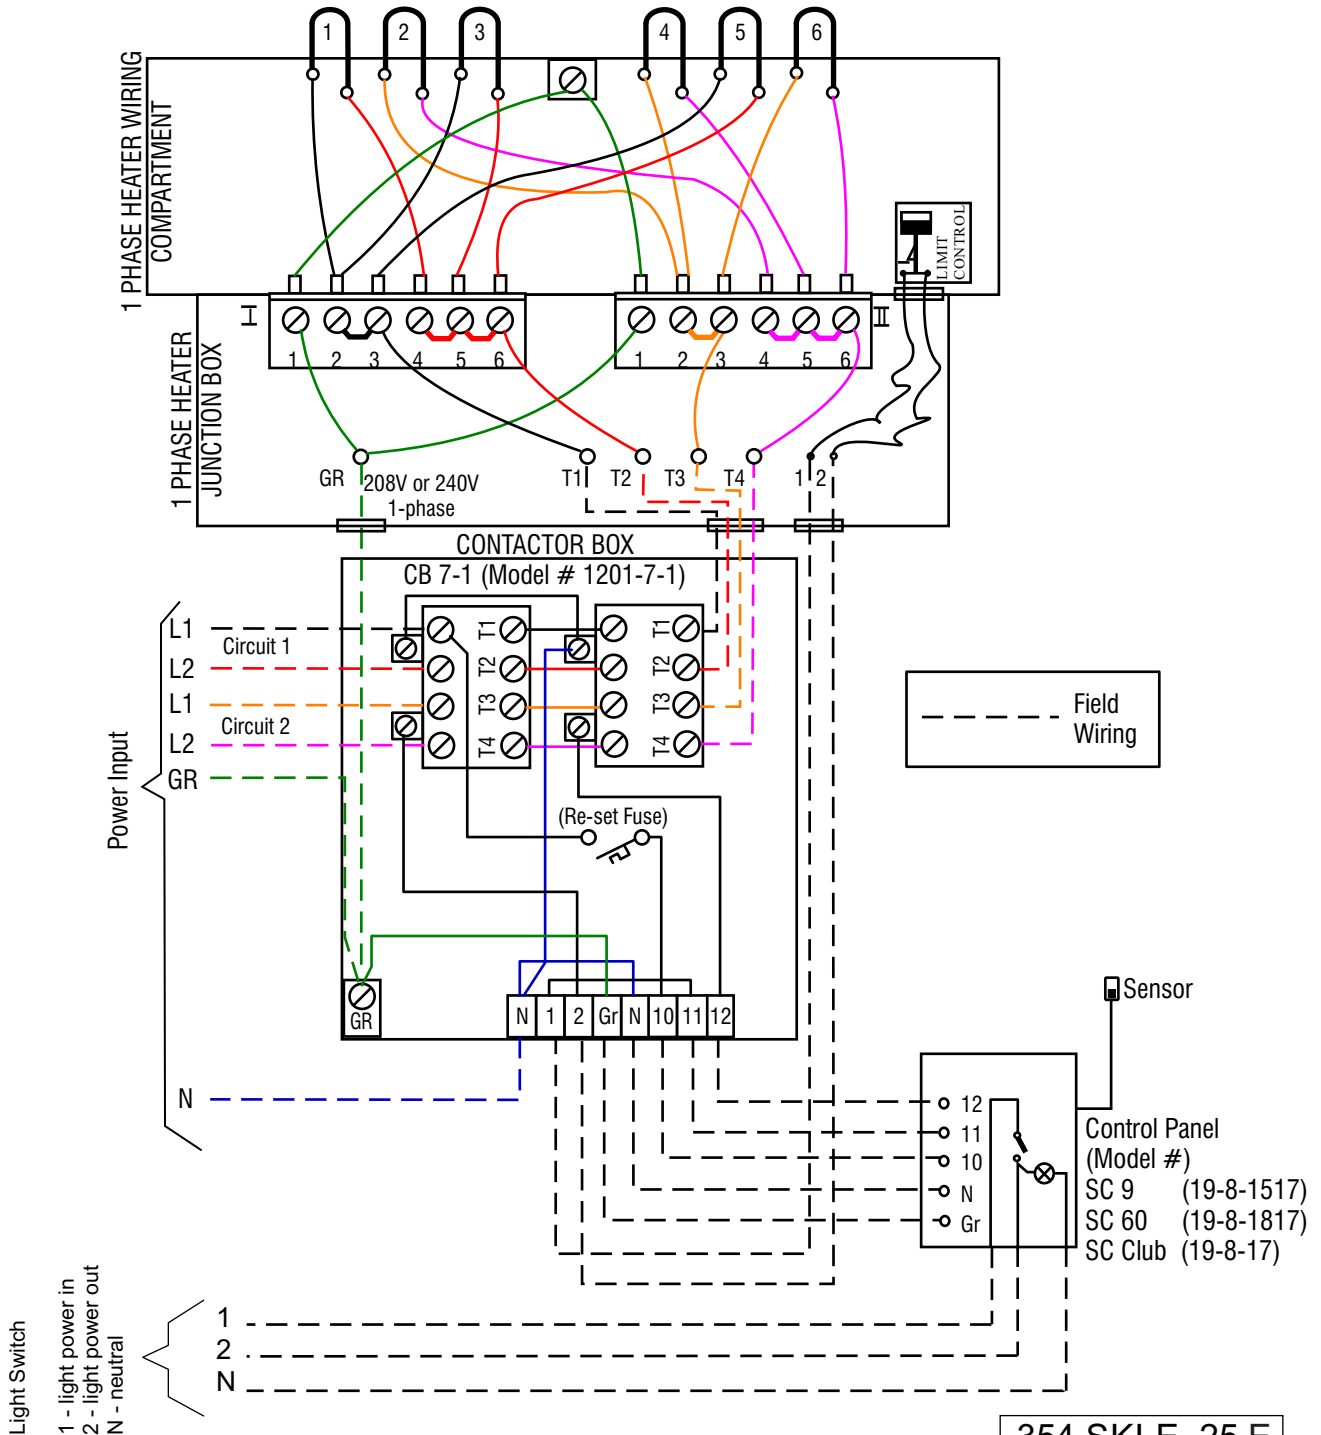 1 2 3 4 5 6
1 PHASE HEATER WIRING
COMPARTMENT
LIMIT
CONTROL
I
II
1 2 3 4 5 6
1 2 3 4 5 6
1 PHASE HEATER
JUNCTION BOX
GR
208V or 240V
1-phase
T1 T2 T3 T4 1 2
CONTACTOR BOX
CB 7-1 (Model # 1201-7-1)
Power Input
L1
Circuit 1
L2
L1
Circuit 2
L2
GR
N
T1
T2
T3
T4
T1
T2
T3
T4
Field
Wiring
(Re-set Fuse)
GR
N 1 2 Gr N 10 11 12
Sensor
12
11
10
N
Gr
Control Panel
(Model #)
SC 9 (19-8-1517)
SC 60 (19-8-1817)
SC Club (19-8-17)
Light Switch
1 - light power in
2 - light power out
N - neutral
1
2
N
354 SKLE 25 E